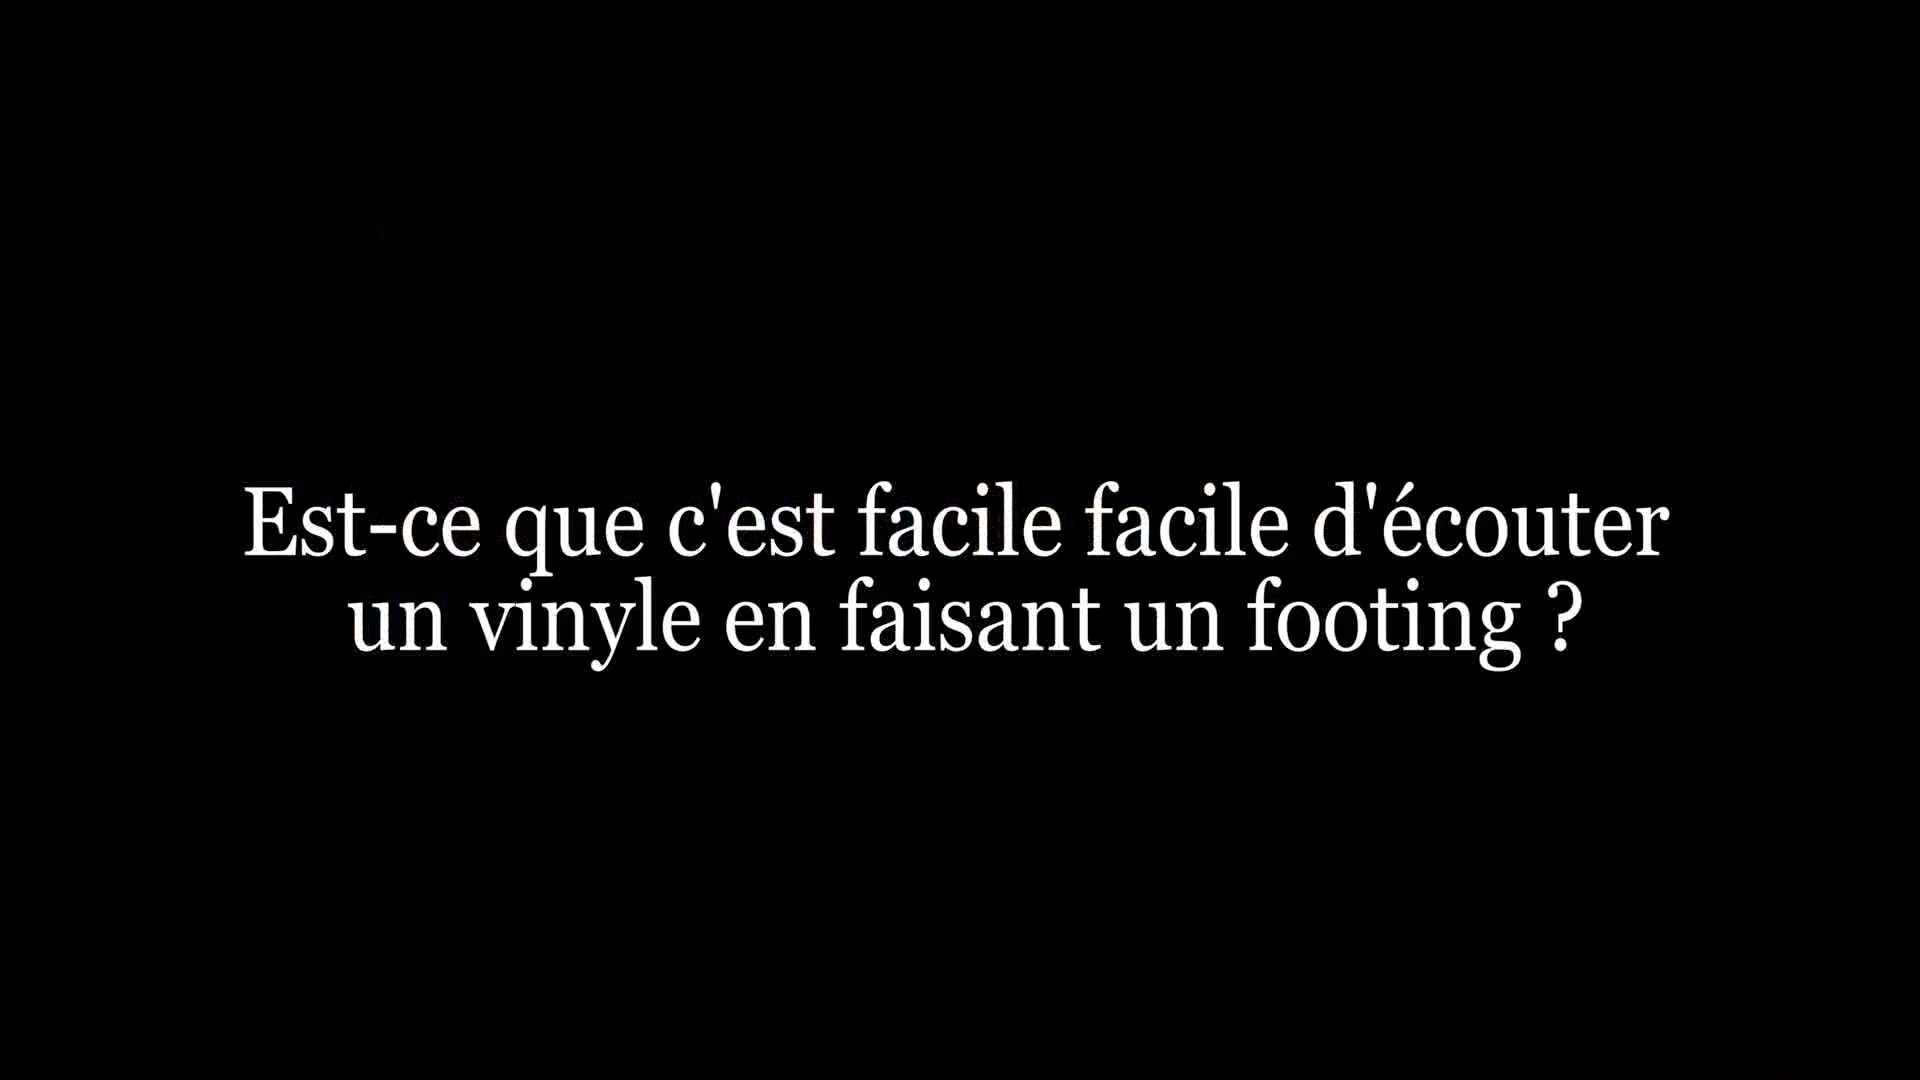 Est-ce que c'est facile facile d'écouter
un vinyle en faisant un footing ?